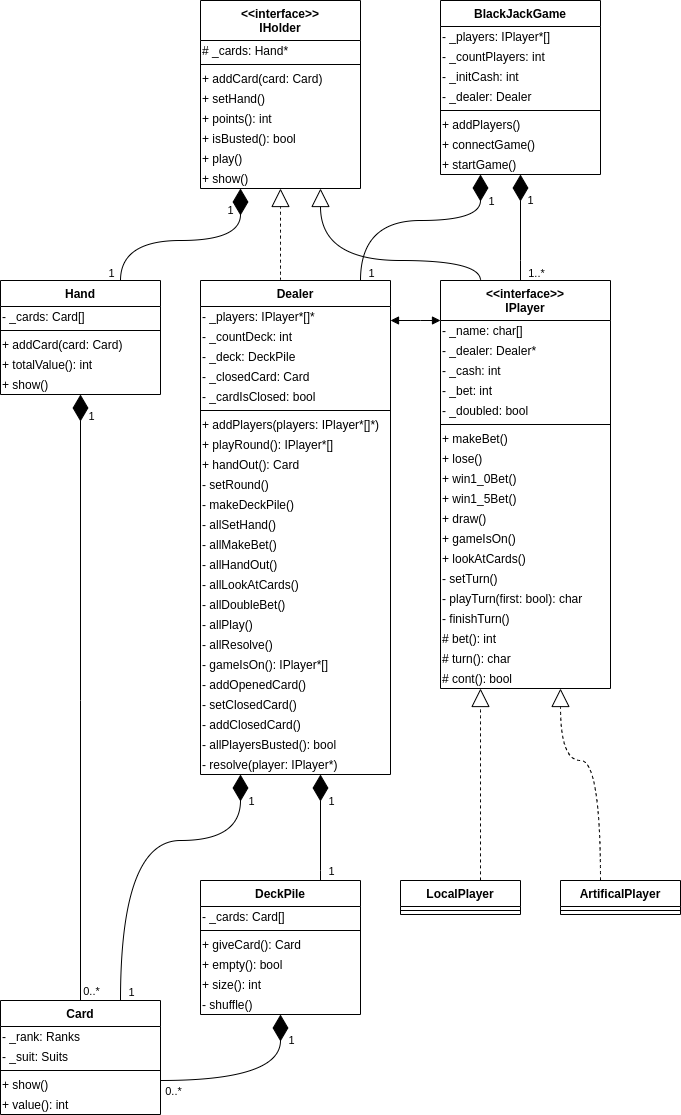 <<interface>>
IHolder
# _cards: Hand*
+ addCard(card: Card)
+ setHand()
+ points(): int
+ isBusted(): bool
+ play()
+ show()
BlackJackGame
- _players: IPlayer*[]
- _countPlayers: int
- _initCash: int
- _dealer: Dealer
+ addPlayers()
+ connectGame()
+ startGame()
1
1
1
1
1
1..*
Hand
- _cards: Card[]
+ addCard(card: Card)
+ totalValue(): int
+ show()
1
Dealer
- _players: IPlayer*[]*
- _countDeck: int
- _deck: DeckPile
- _closedCard: Card
- _cardIsClosed: bool
+ addPlayers(players: IPlayer*[]*)
+ playRound(): IPlayer*[]
+ handOut(): Card
- setRound()
- makeDeckPile()
- allSetHand()
- allMakeBet()
- allHandOut()
- allLookAtCards()
- allDoubleBet()
- allPlay()
- allResolve()
- gameIsOn(): IPlayer*[]
- addOpenedCard()
- setClosedCard()
- addClosedCard()
- allPlayersBusted(): bool
- resolve(player: IPlayer*)
<<interface>>
IPlayer
- _name: char[]
- _dealer: Dealer*
- _cash: int
- _bet: int
- _doubled: bool
+ makeBet()
+ lose()
+ win1_0Bet()
+ win1_5Bet()
+ draw()
+ gameIsOn()
+ lookAtCards()
- setTurn()
- playTurn(first: bool): char
- finishTurn()
# bet(): int
# turn(): char
# cont(): bool
1
1
1
DeckPile
- _cards: Card[]
+ giveCard(): Card
+ empty(): bool
+ size(): int
- shuffle()
LocalPlayer
ArtificalPlayer
0..*
1
1
0..*
Card
- _rank: Ranks
- _suit: Suits
+ show()
+ value(): int